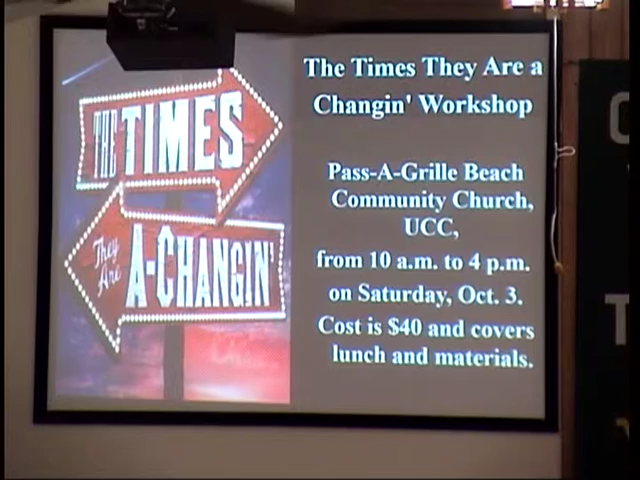 THE TIMES
They Are
A-CHANGIN'
The Times They Are a
Changin' Workshop
Pass-A-Grille Beach
Community Church,
UCC,
from 10 a.m. to 4 p.m.
on Saturday, Oct. 3.
Cost is $40 and covers
lunch and materials.